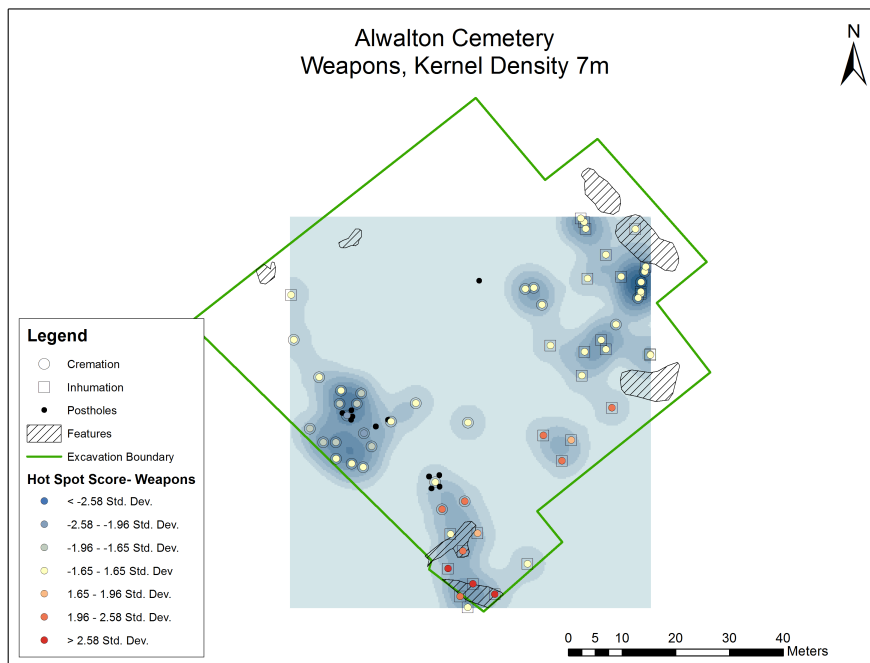 Alwalton Cemetery
Weapons, Kernel Density 7m
N
Legend
Cremation
Inhumation
Postholes
Features
Excavation Boundary
Hot Spot Score- Weapons
< -2.58 Std. Dev.
-2.58 - -1.96 Std. Dev.
-1.96 - -1.65 Std. Dev.
-1.65 - 1.65 Std. Dev
1.65 - 1.96 Std. Dev.
1.96 - 2.58 Std. Dev.
> 2.58 Std. Dev.
0 5 10 20 30 40
Meters